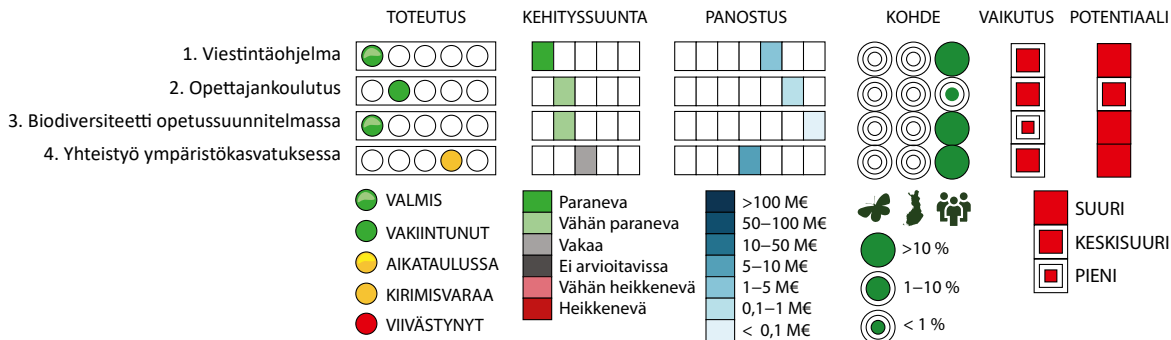 TOTEUTUS KEHITYSSUUNTA PANOSTUS KOHDE VAIKUTUS POTENTIAALI
1. Viestintäohjelma
2. Opettajankoulutus
3. Biodiversiteetti opetussuunnitelmassa
4. Yhteistyö ympäristökasvatuksessa
VALMIS
VAKIINTUNUT
AIKATAULUSSA
KIRIMISVARAA
VIIVÄSTYNYT
Paraneva
Vähän paraneva
Vakaa
Ei arvioitavissa
Vähän heikkenevä
Heikkenevä
>100 M€
50–100 M€
10–50 M€
5–10 M€
1–5 M€
0,1–1 M€
< 0,1 M€
>10 %
1–10 %
< 1 %
SUURI
KESKISUURI
PIENI